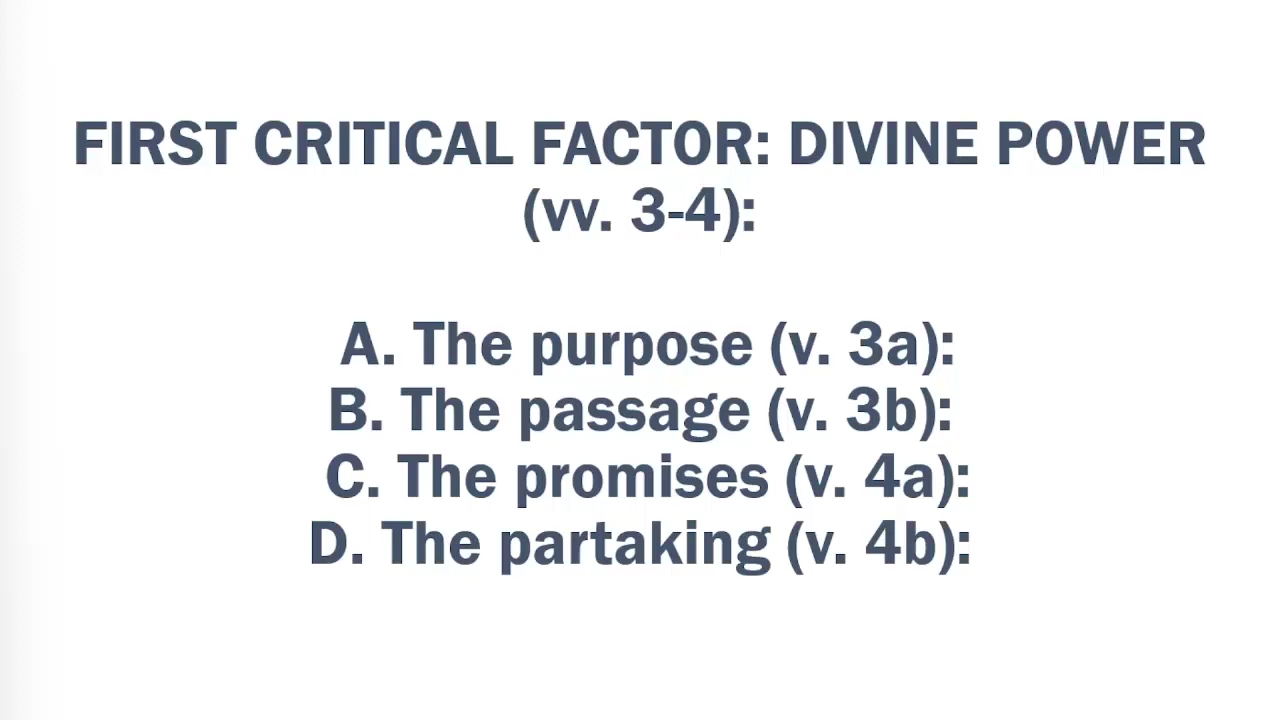 FIRST CRITICAL FACTOR: DIVINE POWER
(vv. 3-4):
A. The purpose (v. 3a):
B. The passage (v. 3b):
C. The promises (v. 4a):
D. The partaking (v. 4b):